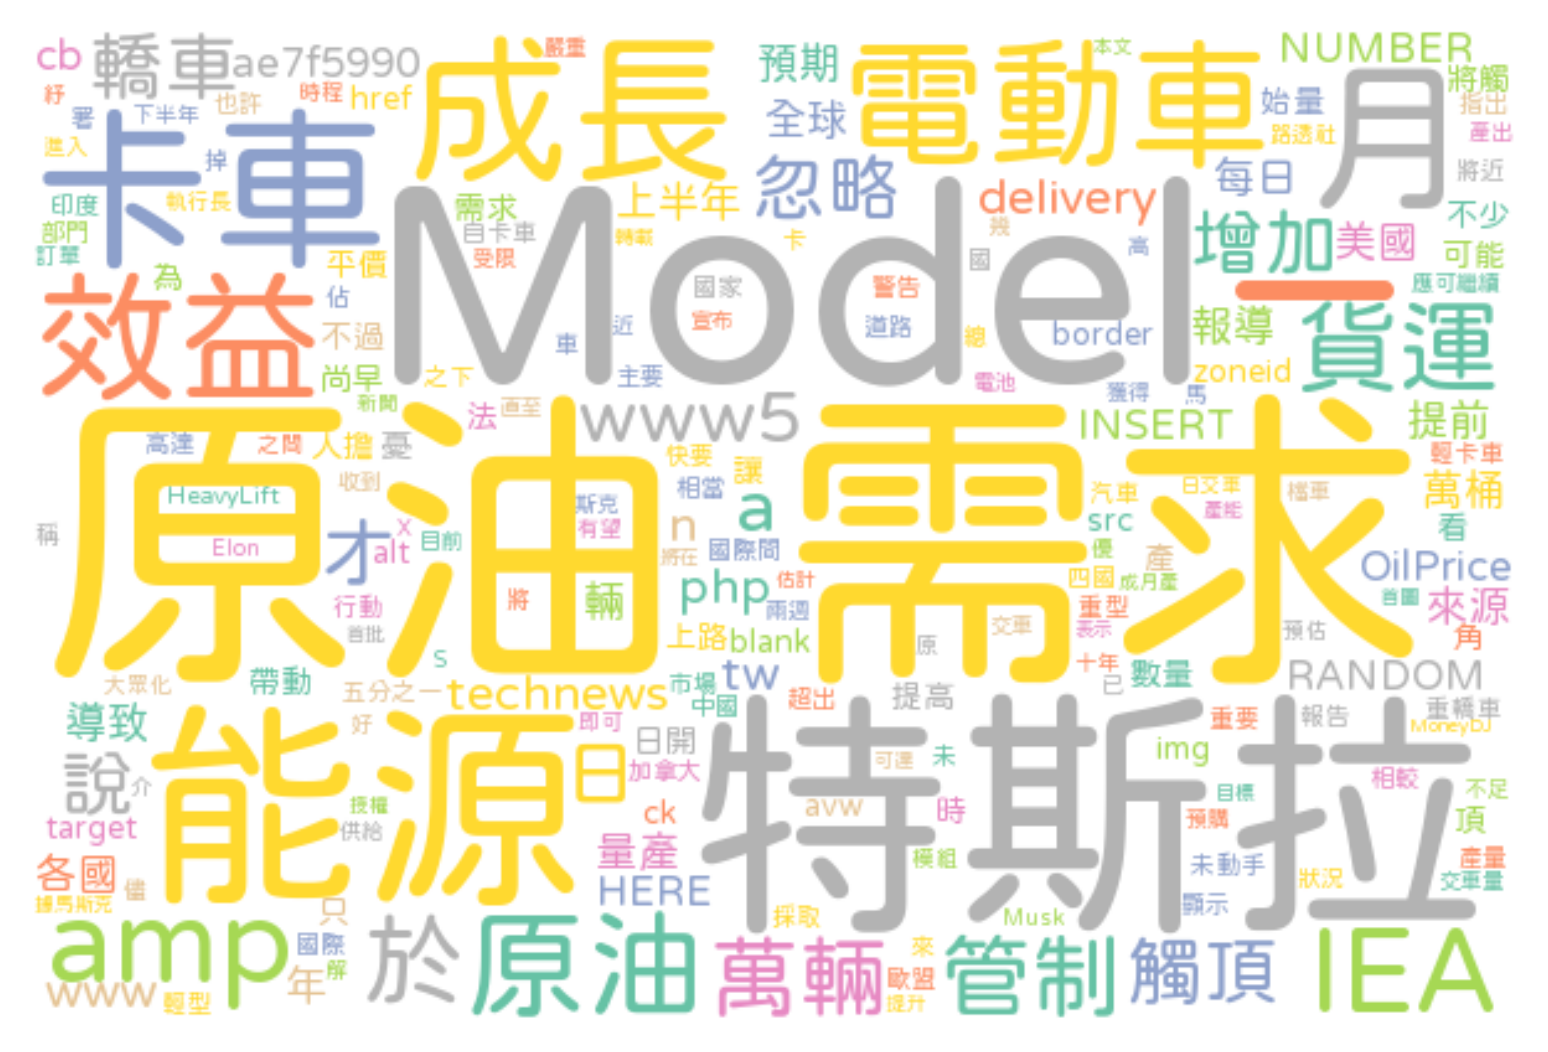 cb
轎車
ae7f5990
成長
嚴重
預期
電動車
本文
NUMBER
月
將觸
紓
署
下半年
也許
時程
href
全球
始量
指出
路透社
產出
進入
卡車
掉
忽略
每日
將近
印度
執行長
需求
上半年
delivery
不少
部門
自卡車
轉載
卡
幾
高
增加
美國
可能
訂單
為
平價
受限
Model
國
國家
警告
一
應可繼續
效益
佔
宣布
道路
總
border
報導
貨運
不過
近
車
尚早
之下
主要
電池
獲得
馬
zoneid
新聞
法
直至
www5
INSERT
提前
高達
之間
人擔
憂
原油需求
快要
讓
輕卡車
HeavyLift
收到
斯克
相當
a
汽車
日交車
檔車
萬桶
稱
Elon
才
x
alt
目前
有望
n
將在
國際間
src
產能
看
優
產
OilPrice
行動
將
輛
php
估計
四國
成月產
首圖
來源
首批
兩週
重型
上路
blank
原
交車
表示
預估
角
s
tw
十年
已
數量
RANDOM
大眾化
帶動
五分之一
technews
市場
中國
超出
提高
導致
好
即可
日開
特斯拉
重要
報告
重轎車
MoneyDJ
說
介
能源
日
加拿大
可達
未
img
相較
不足
target
授權
供給
ck
avw
時
目標
預購
頂
各國
儘
量產
模組
未動手
狀況
產量
交車量
據馬斯克
只
HERE
採取
Musk
顯示
amp
國際
解
於
原油
萬輛
來
歐盟
提升
管制
觸頂
IEA
www
輕型
年